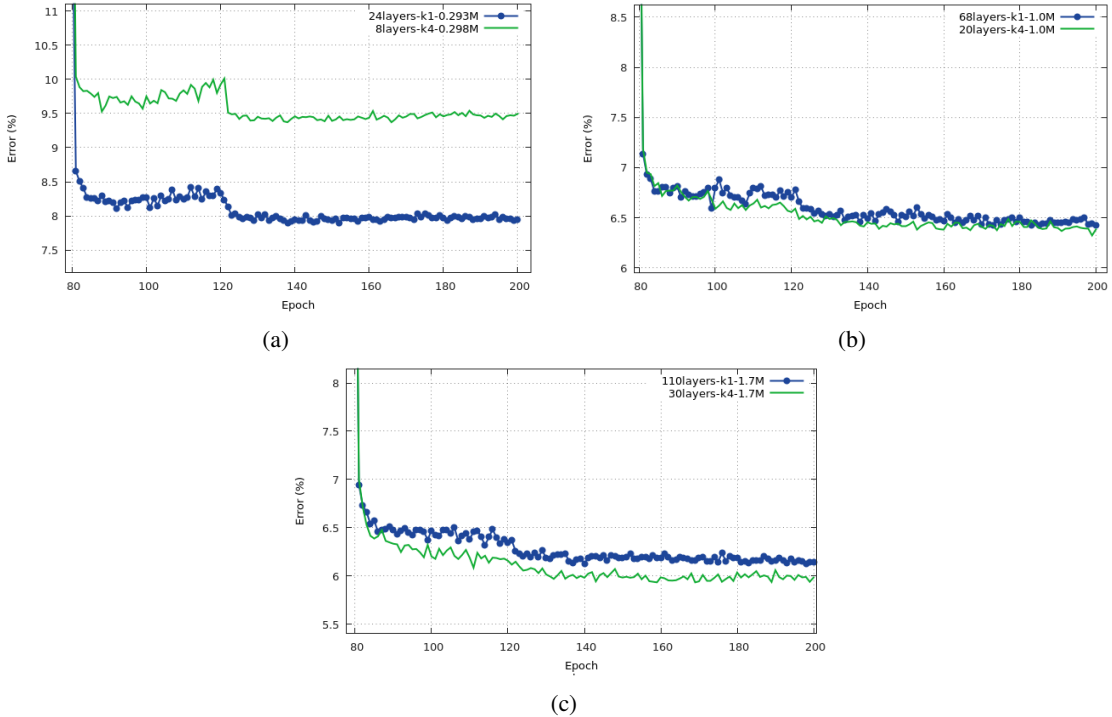 24layers-k1-0.293M
8layers-k4-0.298M
11
10.5
10
9.5
9
8.5
8
7.5
Error (%)
80 100 120 140 160 180 200
Epoch
(a)
68layers-k1-1.0M
20layers-k4-1.0M
8.5
8
7.5
7
6.5
6
Error (%)
80 100 120 140 160 180 200
Epoch
(b)
110layers-k1-1.7M
30layers-k4-1.7M
8
7.5
7
6.5
6
5.5
Error (%)
80 100 120 140 160 180 200
Epoch
(c)